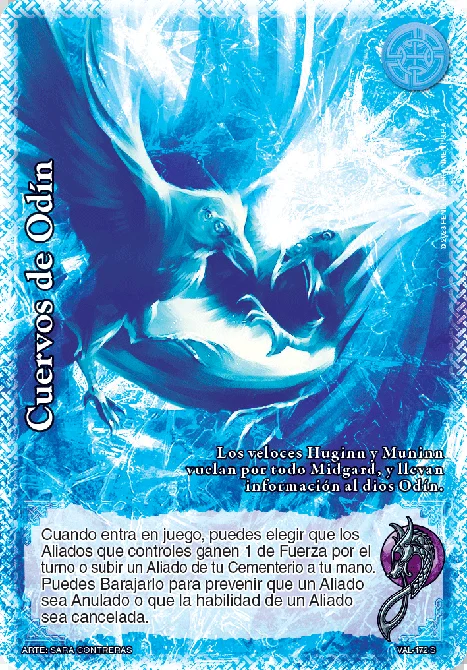 Cuervos de Odín
Los veloces Huginn y Muninn
vuelan por todo Midgard, y llevan
información al dios Odín.
Cuando entra en juego, puedes elegir que los
Aliados que controles ganen 1 de Fuerza por el
turno o subir un Aliado de tu Cementerio a tu mano.
Puedes Barajarlo para prevenir que un Aliado
sea Anulado o que la habilidad de un Aliado
sea cancelada.
ARTE: SARA CONTRERAS
VAL-172 S